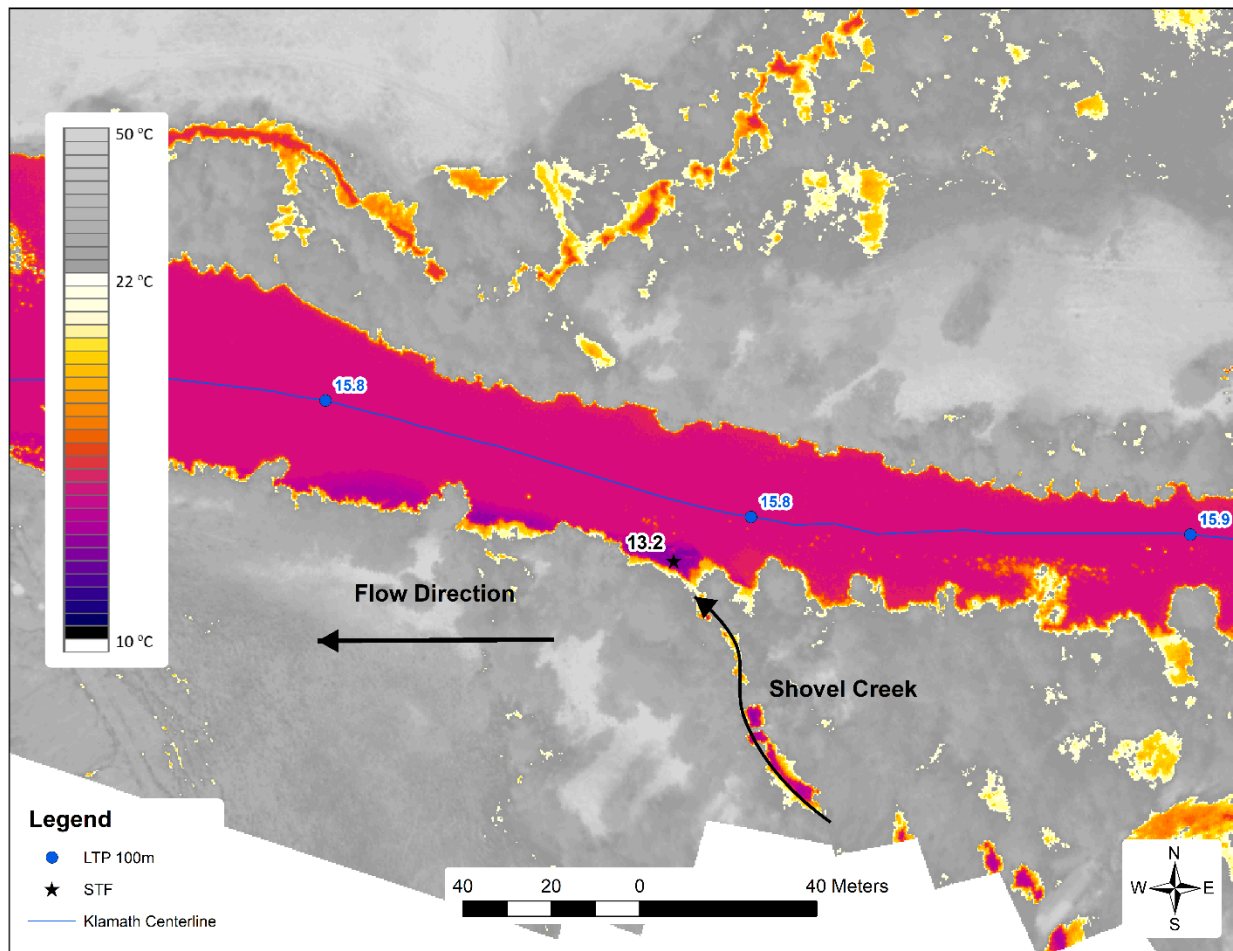 50 °C
22 °C
10 °C
15.8
15.8
15.9
13.2
Flow Direction
Shovel Creek
Legend
LTP 100m
STF
Klamath Centerline
40 20 0 40 Meters
N
W E
S